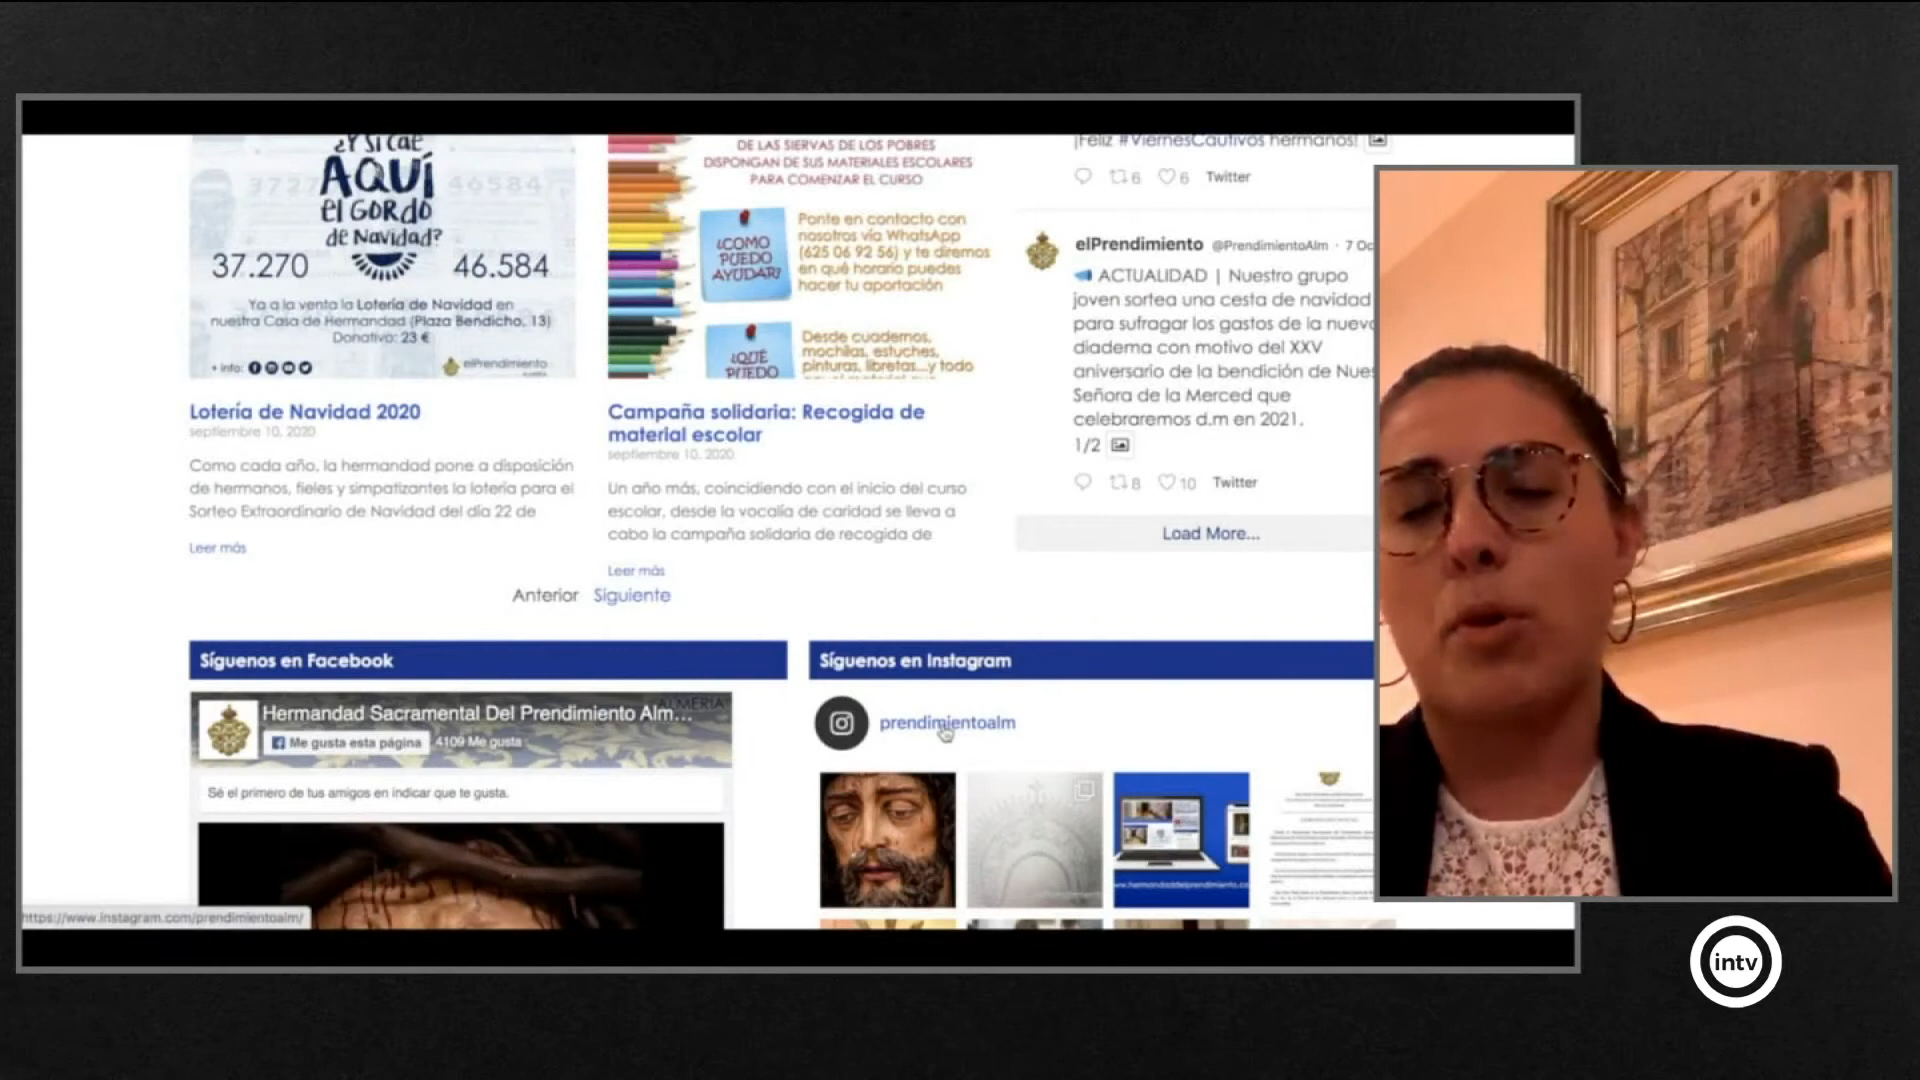 ¿Y si cae
AQUÍ
el GORDO
de Navidad?
37.270
46.584
Ya a la venta la Lotería de Navidad en
nuestra Casa de Hermandad (Plaza Bendicho, 13)
Donativo: 23 €
+ info:
elPrendimiento
Lotería de Navidad 2020
septiembre 10, 2020
Como cada año, la hermandad pone a disposición
de hermanos, fieles y simpatizantes la lotería para el
Sorteo Extraordinario de Navidad del día 22 de
Leer más
DE LAS SIERVAS DE LOS POBRES
DISPONGAN DE SUS MATERIALES ESCOLARES
PARA COMENZAR EL CURSO
¿COMO
PUEDO
AYUDAR?
Ponte en contacto con
nosotros vía WhatsApp
(625 06 92 56) y te diremos
en qué horario puedes
hacer tu aportación
¿QUÉ
PUEDO
Desde cuadernos,
mochilas, estuches,
pinturas, libretas...y todo
Campaña solidaria: Recogida de
material escolar
septiembre 10, 2020
Un año más, coincidiendo con el inicio del curso
escolar, desde la vocalía de caridad se lleva a
cabo la campaña solidaria de recogida de
Leer más
Anterior Siguiente
¡Feliz #ViernesCautivos hermanos!
6 6 Twitter
elPrendimiento @PrendimientoAlm · 7 Oc
ACTUALIDAD | Nuestro grupo
joven sortea una cesta de navidad
para sufragar los gastos de la nueva
diadema con motivo del XXV
aniversario de la bendición de Nues
Señora de la Merced que
celebraremos d.m en 2021.
1/2
8 10 Twitter
Load More...
Síguenos en Facebook
ALMERÍA
Hermandad Sacramental Del Prendimiento Alm...
Me gusta esta página 4109 Me gusta
Sé el primero de tus amigos en indicar que te gusta.
Síguenos en Instagram
prendimientoalm
www.hermandaddelprendimiento.co
https://www.instagram.com/prendimientoalm/
intv